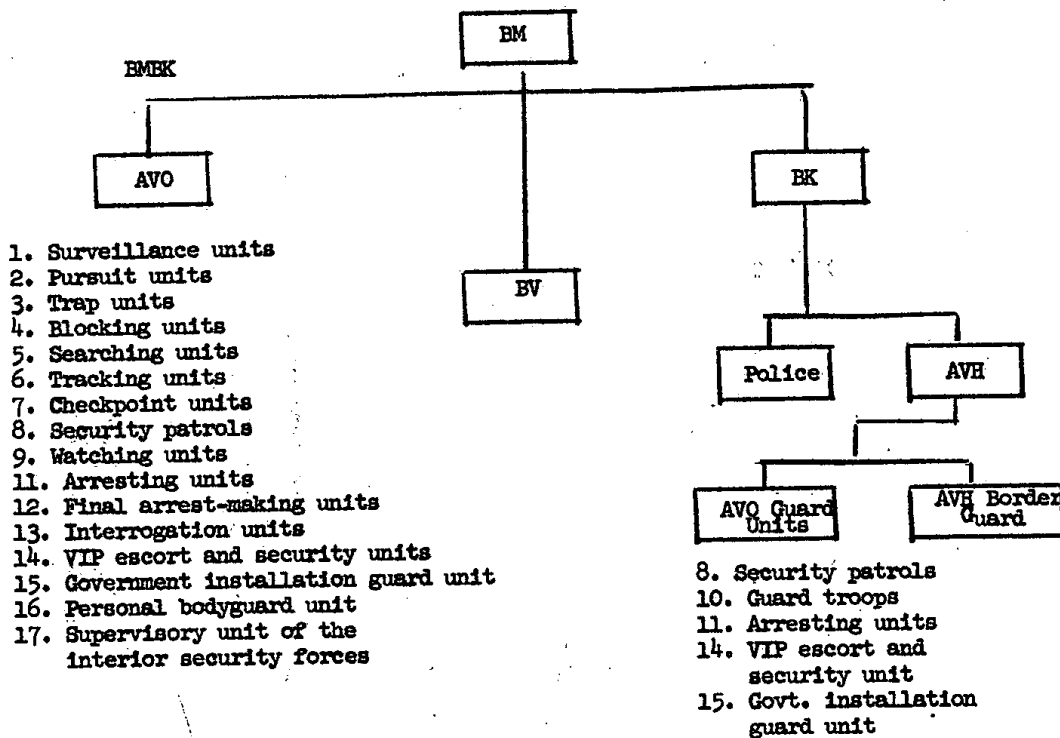 BM
BMBK
AVO
BK
1. Surveillance units
2. Pursuit units
3. Trap units
4. Blocking units
5. Searching units
6. Tracking units
7. Checkpoint units
8. Security patrols
9. Watching units
11. Arresting units
12. Final arrest-making units
13. Interrogation units
14. VIP escort and security units
15. Government installation guard unit
16. Personal bodyguard unit
17. Supervisory unit of the
interior security forces
BV
Police
AVH
AVO Guard
Units
AVH Border
Guard
8. Security patrols
10. Guard troops
11. Arresting units
14. VIP escort and
security unit
15. Govt. installation
guard unit